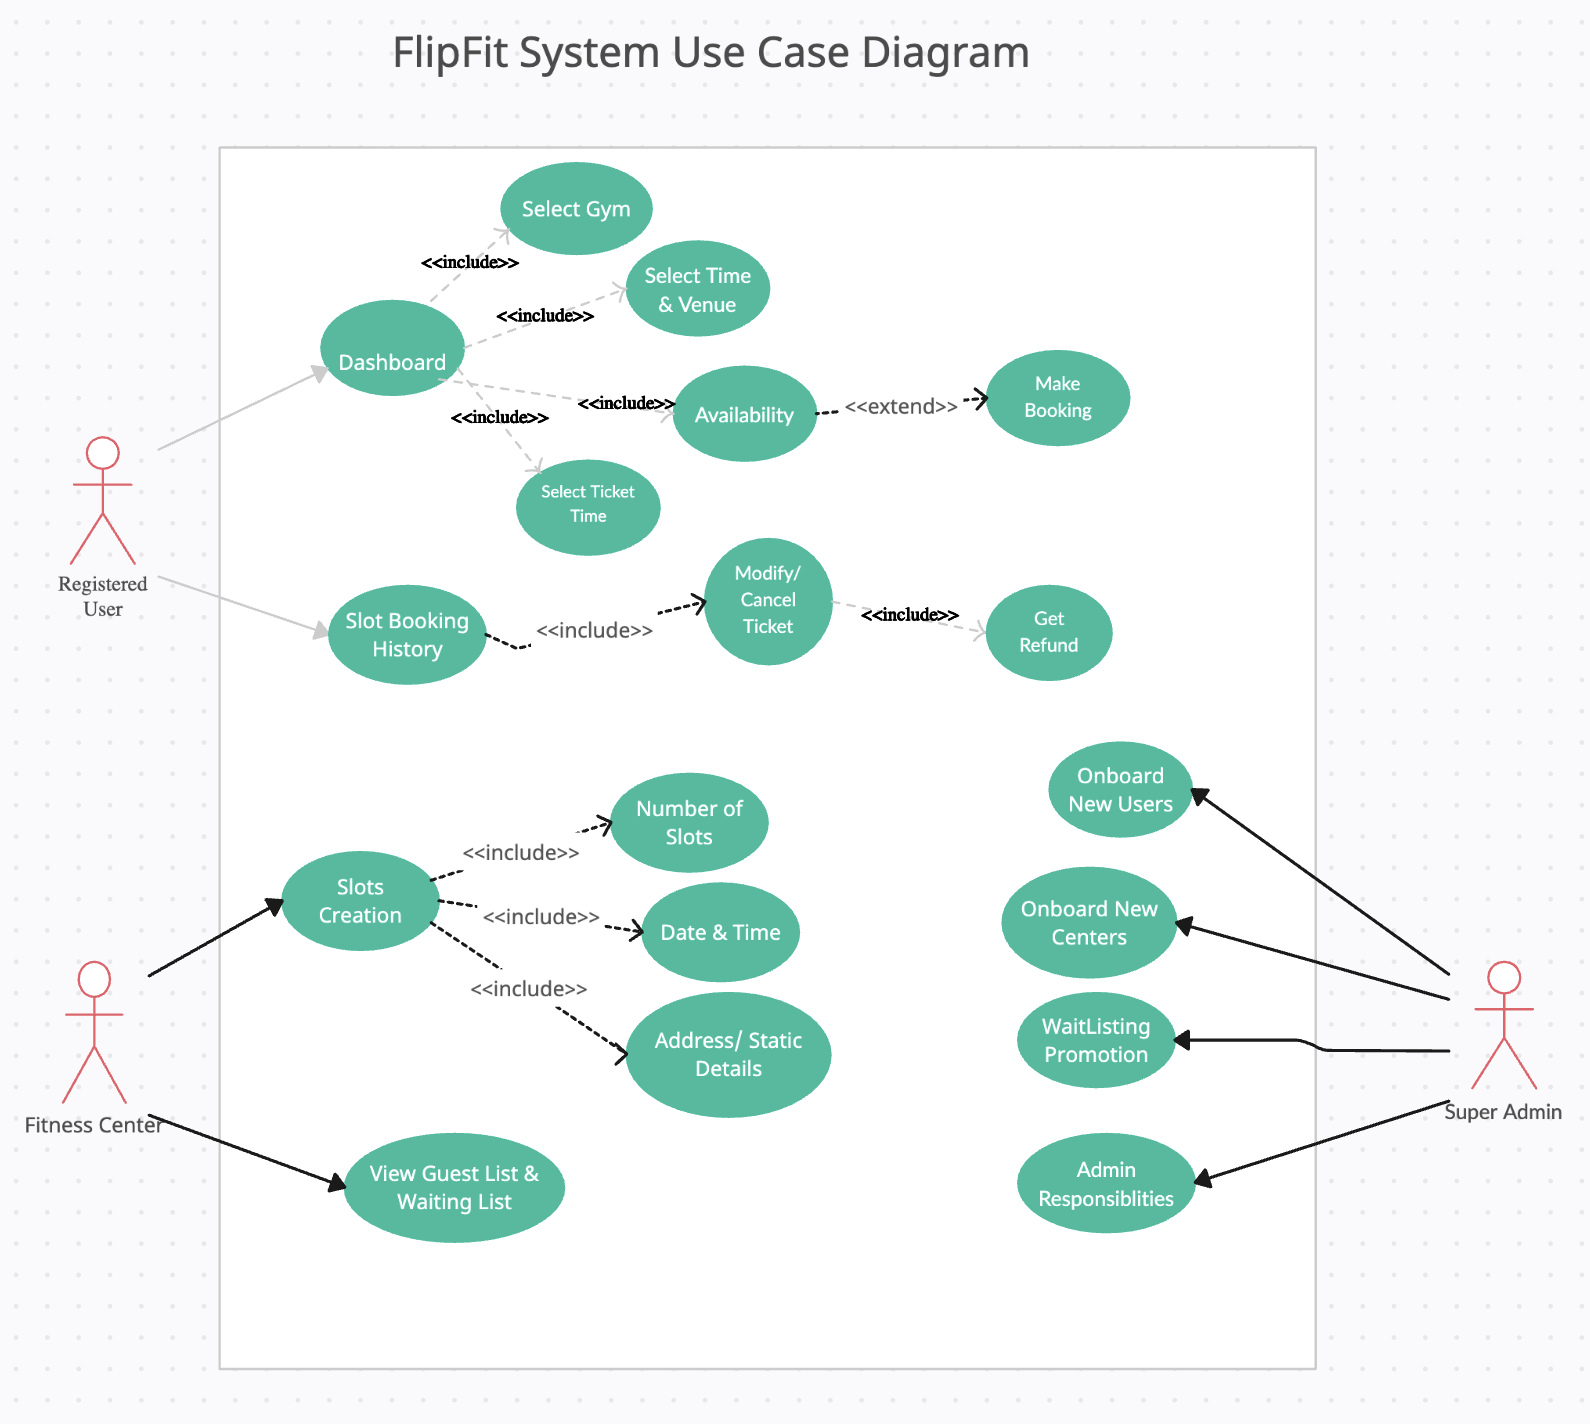 FlipFit System Use Case Diagram
Select Gym
<<include>>
Select Time
& Venue
<<include>>
Dashboard
<<include>>
Availability
<<extend>>
Make
Booking
<<include>>
Select Ticket
Time
Registered
User
Slot Booking
History
<<include>>
Modify/
Cancel
Ticket
<<include>>
Get
Refund
Onboard
New Users
Number of
Slots
<<include>>
Slots
Creation
<<include>>
Date & Time
<<include>>
Address/ Static
Details
Onboard New
Centers
WaitListing
Promotion
Fitness Center
Super Admin
View Guest List &
Waiting List
Admin
Responsiblities